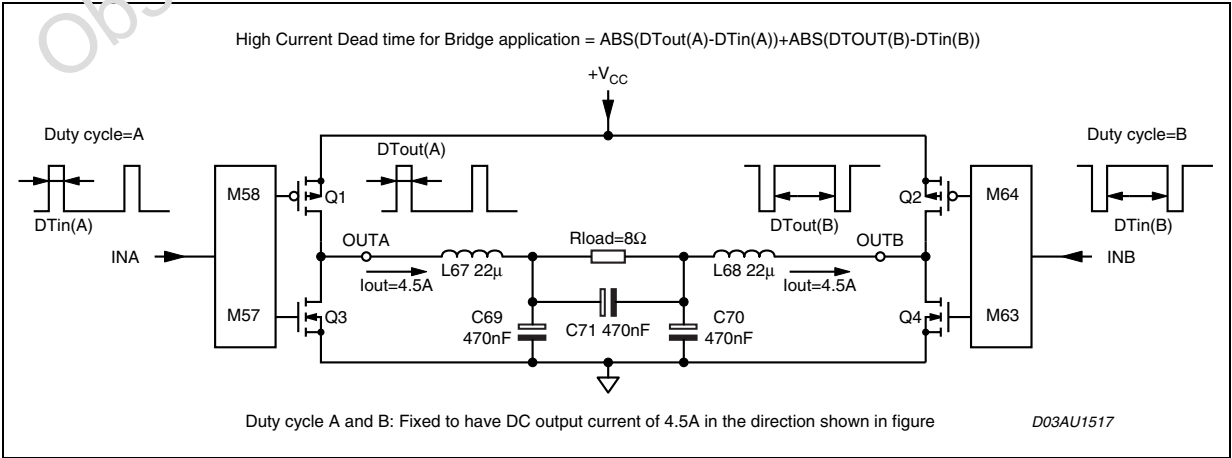 Obs
High Current Dead time for Bridge application = ABS(DTout(A)-DTin(A))+ABS(DTOUT(B)-DTin(B))
+VCC
Duty cycle=A
DTout(A)
Duty cycle=B
M58
Q1
Q2
M64
DTin(A)
DTout(B)
DTin(B)
INA
OUTA
Rload=8Ω
OUTB
INB
L67 22μ
L68 22μ
Iout=4.5A
Iout=4.5A
M57
Q3
C69
470nF
C71 470nF
C70
470nF
Q4
M63
Duty cycle A and B: Fixed to have DC output current of 4.5A in the direction shown in figure
D03AU1517